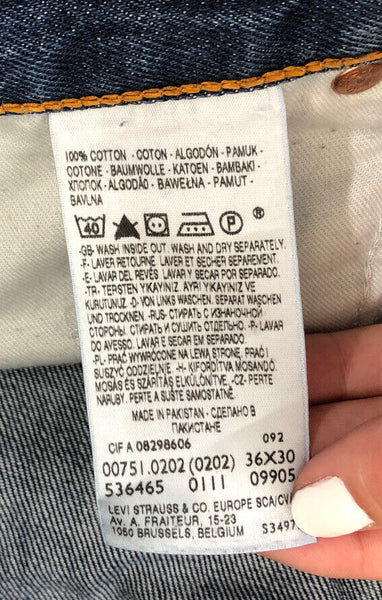 100% COTTON - COTON - ALGODÓN - PAMUK -
COTONE - BAUMWOLLE - KATOEN - BAMBAKI -
ХЛОПОК - ALGODÃO - BAWEŁNA - PAMUT -
BAVLNA
40 P ®
-GB- WASH INSIDE OUT. WASH AND DRY SEPARATELY.
-F- LAVER RETOURNE. LAVER ET SECHER SEPAREMENT.
-E- LAVAR DEL REVÉS. LAVAR Y SECAR POR SEPARADO.
-TR- TERSTEN YIKAYINIZ. AYRI YIKAYINIZ VE
KURUTUNUZ. -D- VON LINKS WASCHEN. SEPARAT WASCHEN
UND TROCKNEN. -RUS- СТИРАТЬ С ИЗНАНОЧНОЙ
СТОРОНЫ. СТИРАТЬ И СУШИТЬ ОТДЕЛЬНО. -P- LAVAR
DO AVESSO. LAVAR E SECAR EM SEPARADO.
-PL- PRAĆ WYWRÓCONE NA LEWĄ STRONĘ. PRAĆ I
SUSZYĆ ODDZIELNIE. -H- KIFORDÍTVA MOSANDÓ.
MOSÁS ÉS SZÁRÍTÁS ELKÜLÖNÍTVE. -CZ- PERTE
NARUBY. PERTE A SUŠTE SAMOSTATNĚ.
MADE IN PAKISTAN - СДЕЛАНО В
ПАКИСТАНЕ
CIF A 08298606 092
00751.0202 (0202) 36X30
536465 0111 09905
LEVI STRAUSS & CO. EUROPE SCA/CVA
AV. A. FRAITEUR, 15-23
1050 BRUSSELS, BELGIUM S3497